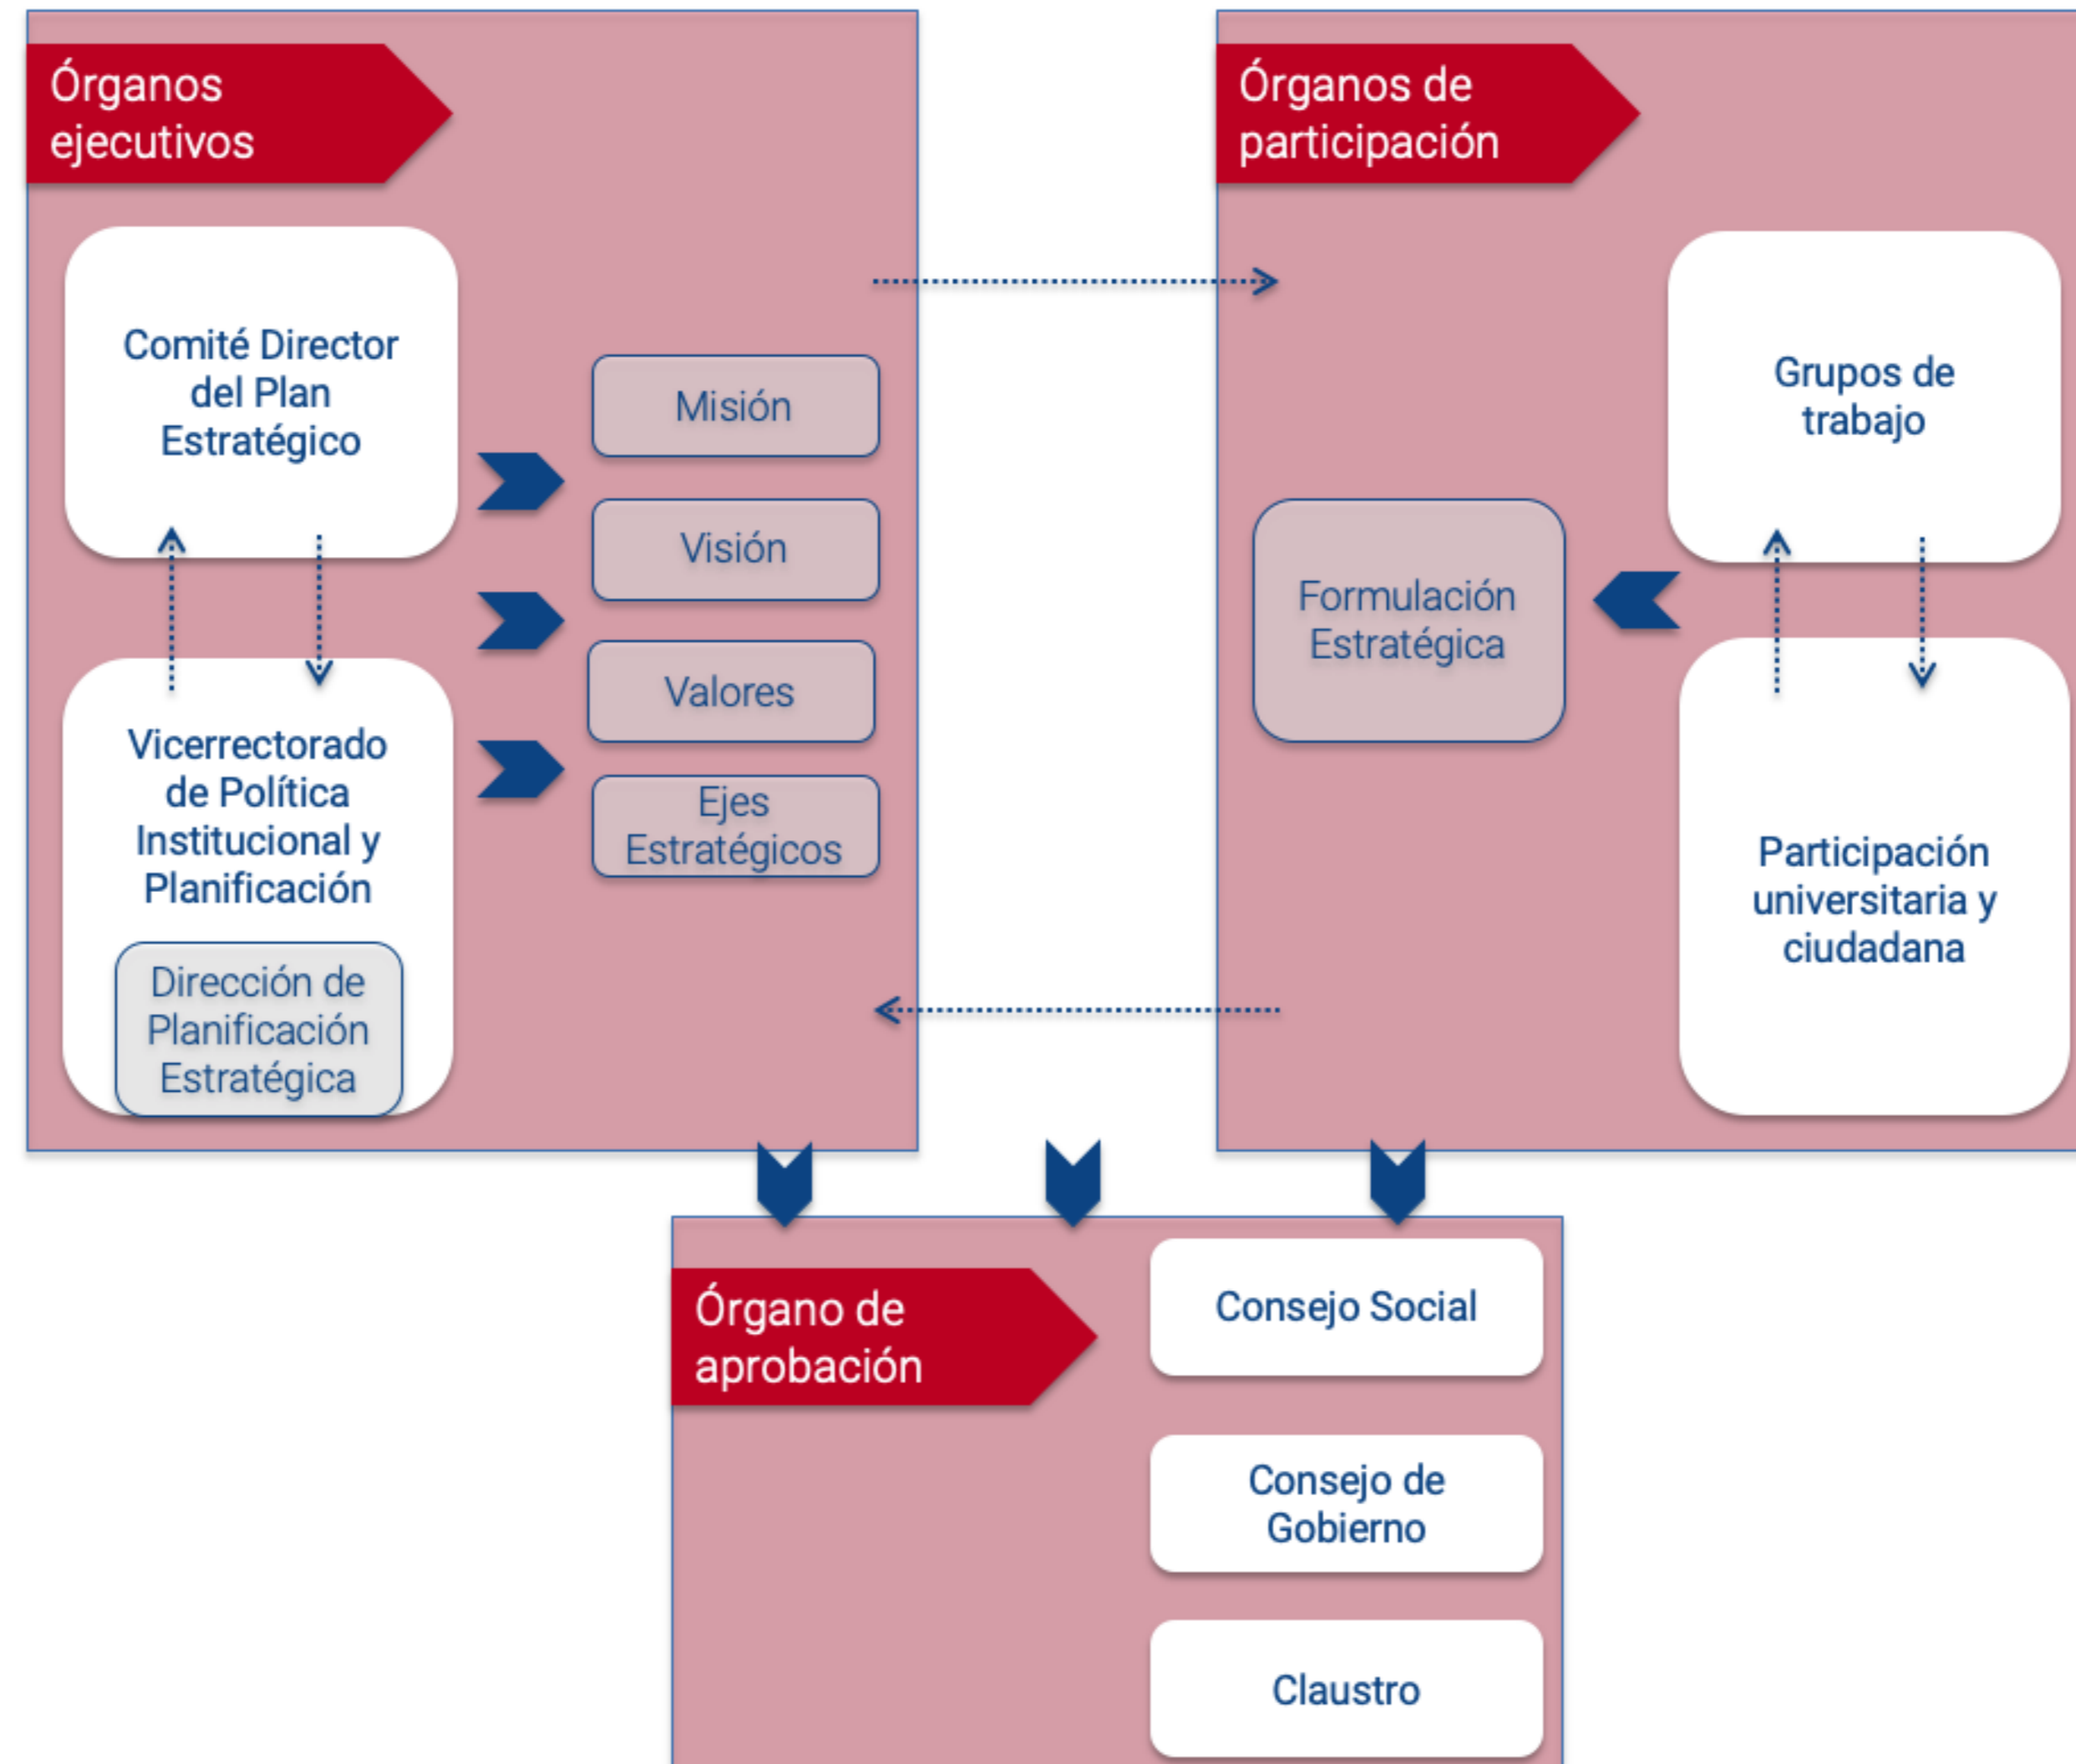 Órganos
ejecutivos
Comité Director
del Plan
Estratégico
Vicerrectorado
de Política
Institucional y
Planificación
Dirección de
Planificación
Estratégica
Misión
Visión
Valores
Ejes
Estratégicos
Órganos de
participación
Formulación
Estratégica
Grupos de
trabajo
Participación
universitaria y
ciudadana
Órgano de
aprobación
Consejo Social
Consejo de
Gobierno
Claustro